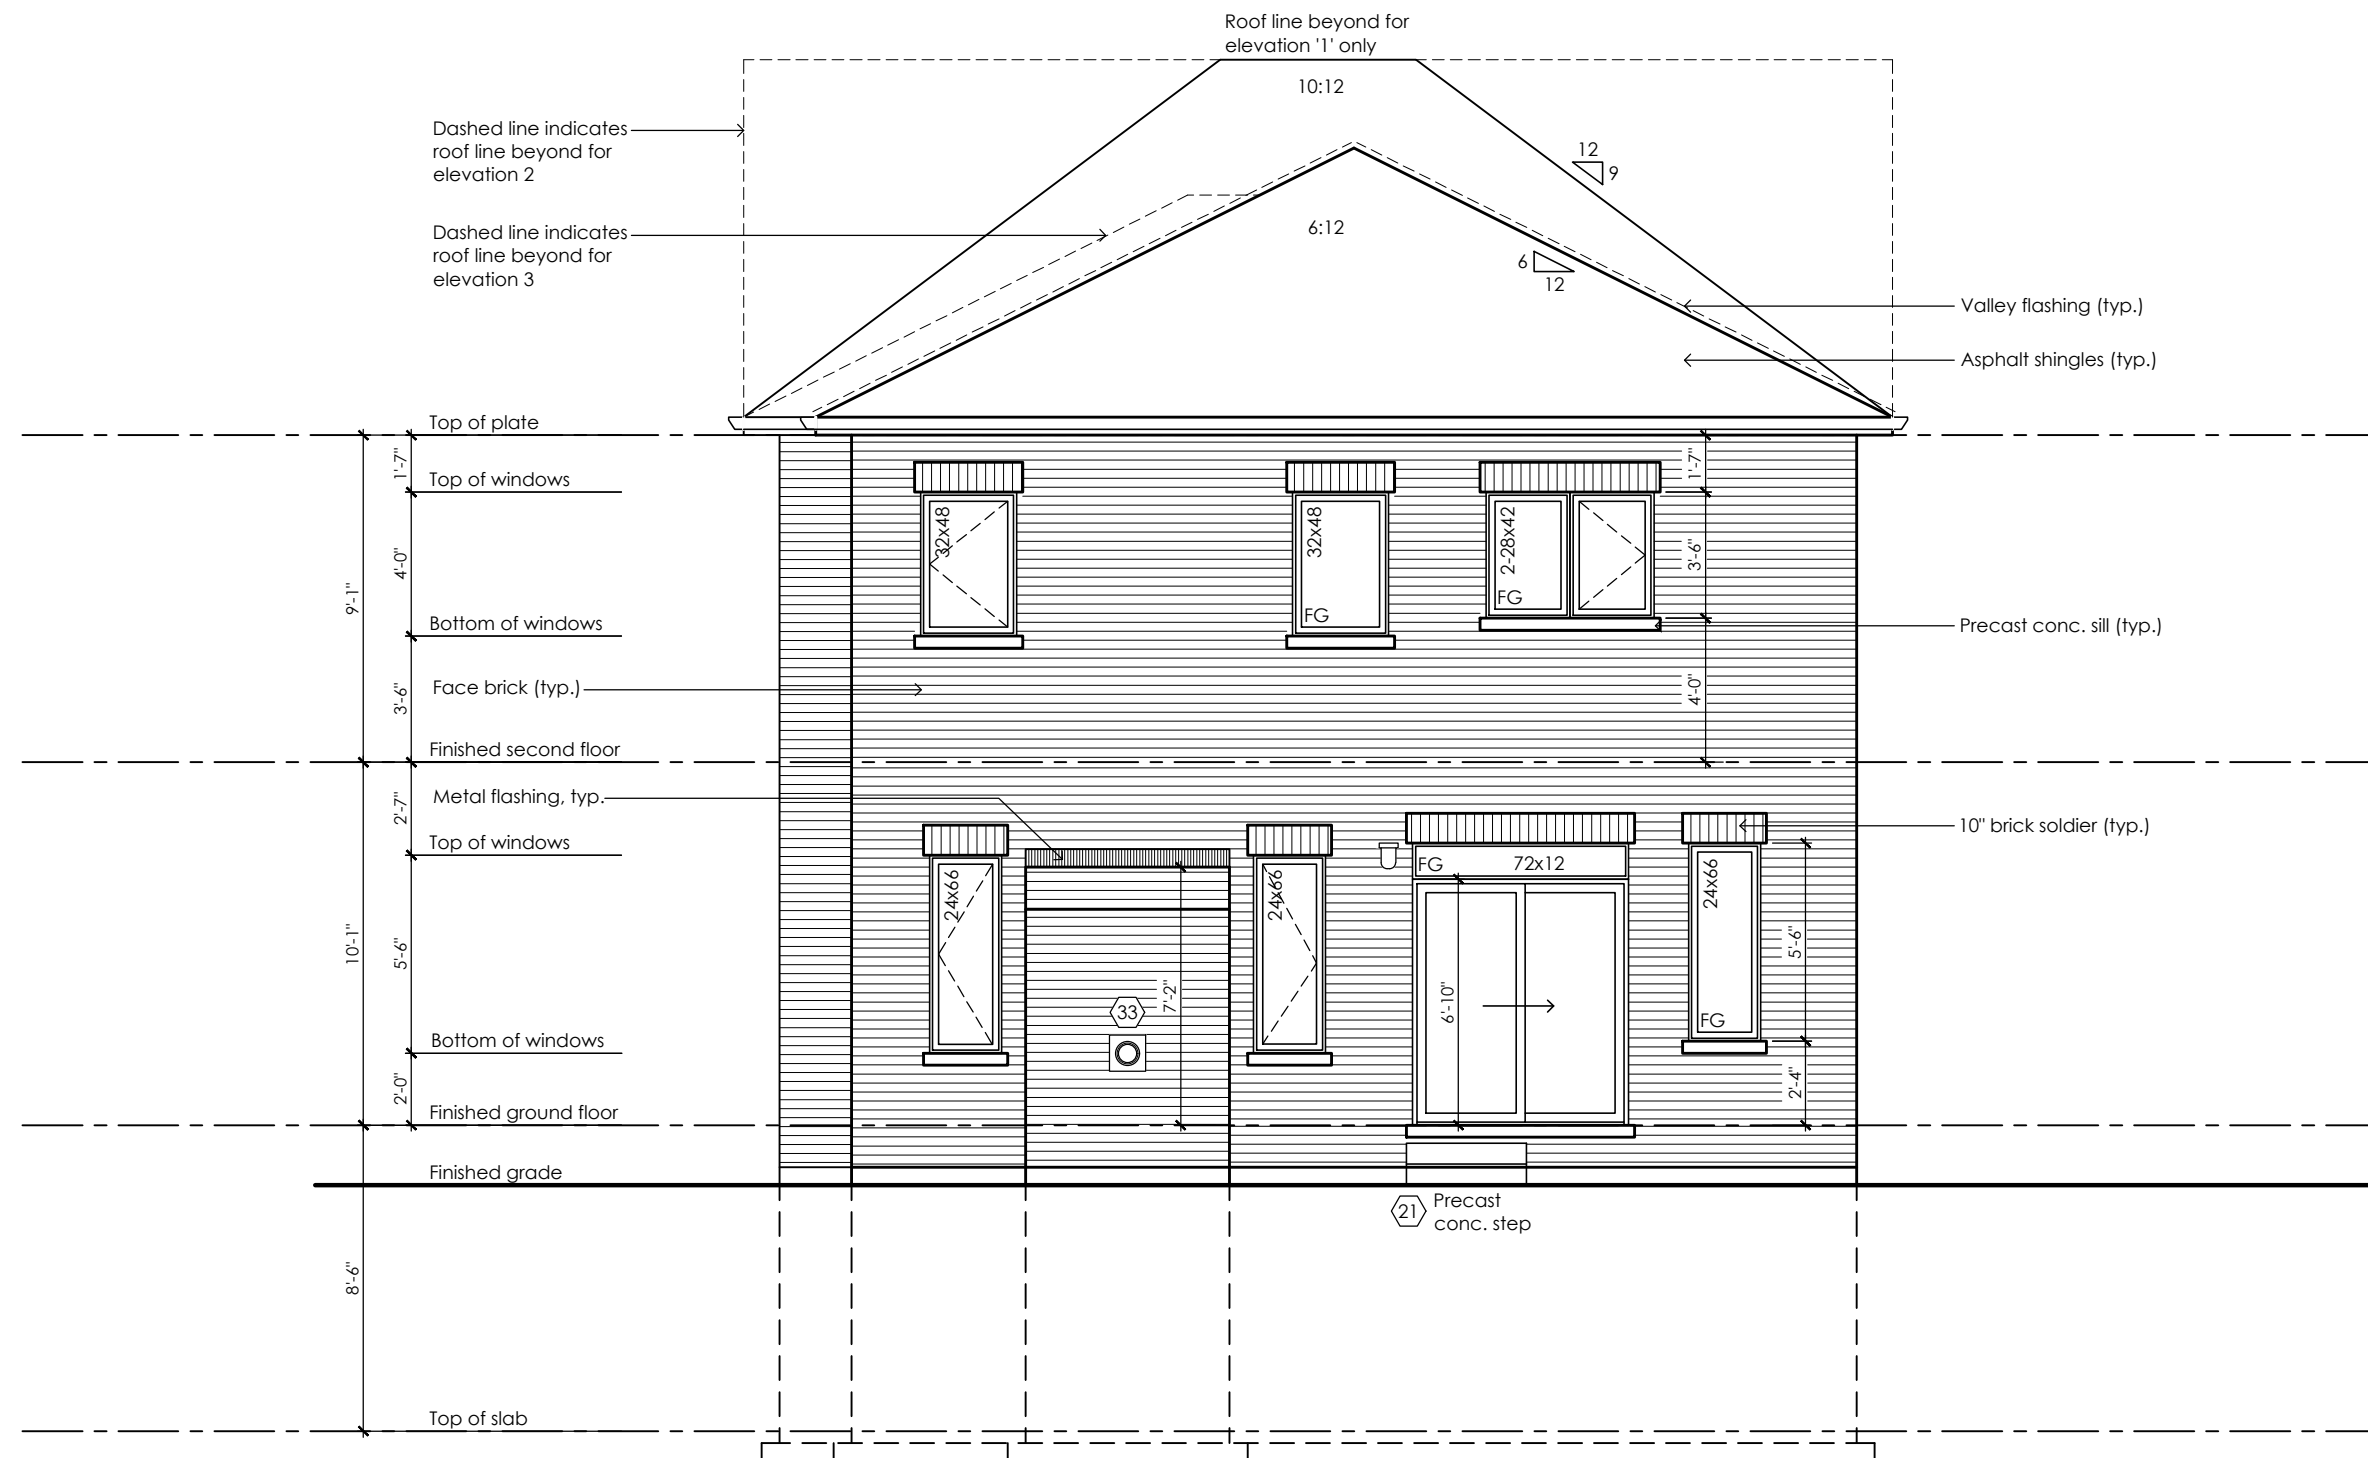 Roof line beyond for
elevation '1' only
10:12
Dashed line indicates
roof line beyond for
elevation 2
12
9
Dashed line indicates
roof line beyond for
elevation 3
6:12
6
12
Valley flashing (typ.)
Asphalt shingles (typ.)
Top of plate
1'-7"
1'-7"
Top of windows
32x48
32x48
FG
2-28x42
FG
4'-0"
3'-6"
9'-1"
Bottom of windows
Precast conc. sill (typ.)
Face brick (typ.)
3'-6"
4'-0"
Finished second floor
Metal flashing, typ.
2'-7"
10" brick soldier (typ.)
Top of windows
FG
72x12
24x66
24x66
24x66
FG
10'-1"
5'-6"
5'-6"
7'-2"
6'-10"
33
Bottom of windows
2'-0"
2'-4"
Finished ground floor
Finished grade
21
Precast
conc. step
8'-6"
Top of slab